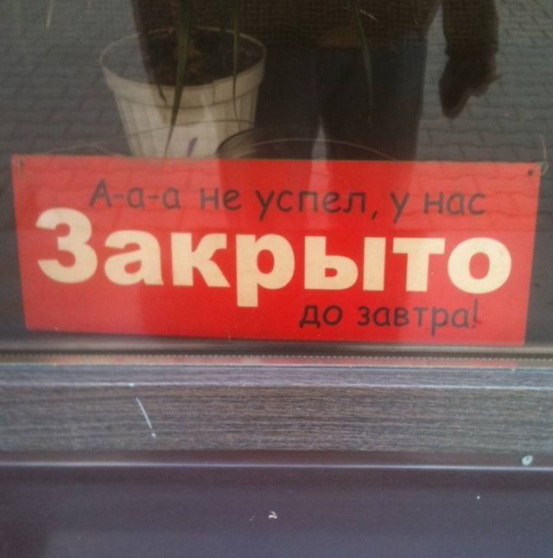 А-а-а не успел, у нас
Закрыто
до завтра!